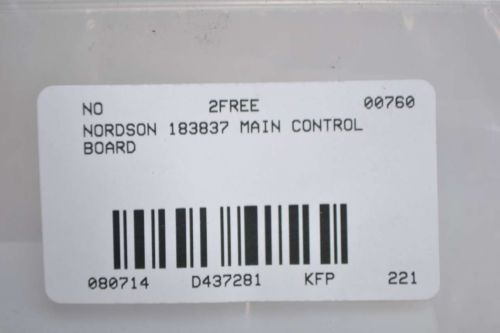 NO 2FREE 00760
NORDSON 183837 MAIN CONTROL
BOARD
080714 D437281 KFP 221